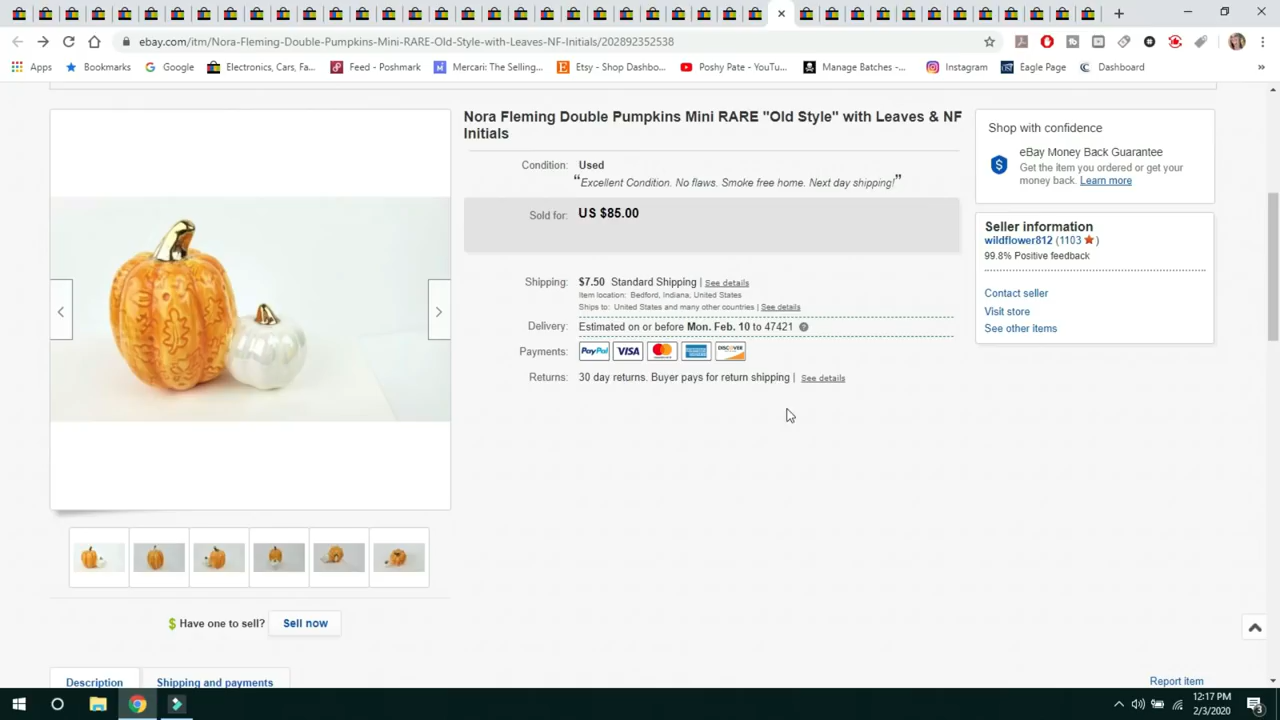 ebay.com/itm/Nora-Fleming-Double-Pumpkins-Mini-RARE-Old-Style-with-Leaves-NF-Initials/202892352538
Apps
Bookmarks
Google
Electronics, Cars, Fa...
Feed - Poshmark
Mercari: The Selling...
Etsy - Shop Dashbo...
Poshy Pate - YouTu...
Manage Batches -...
Instagram
Eagle Page
Dashboard
»
Nora Fleming Double Pumpkins Mini RARE "Old Style" with Leaves & NF
Initials
Condition: Used
“Excellent Condition. No flaws. Smoke free home. Next day shipping!”
Sold for: US $85.00
Shipping: $7.50 Standard Shipping | See details
Item location: Bedford, Indiana, United States
Ships to: United States and many other countries | See details
Delivery: Estimated on or before Mon. Feb. 10 to 47421
Payments: PayPal VISA MasterCard AMERICAN EXPRESS DISCOVER
Returns: 30 day returns. Buyer pays for return shipping | See details
Shop with confidence
eBay Money Back Guarantee
Get the item you ordered or get your
money back. Learn more
Seller information
wildflower812 (1103 )
99.8% Positive feedback
Contact seller
Visit store
See other items
$ Have one to sell? Sell now
Description
Shipping and payments
Report item
12:17 PM
2/3/2020
3